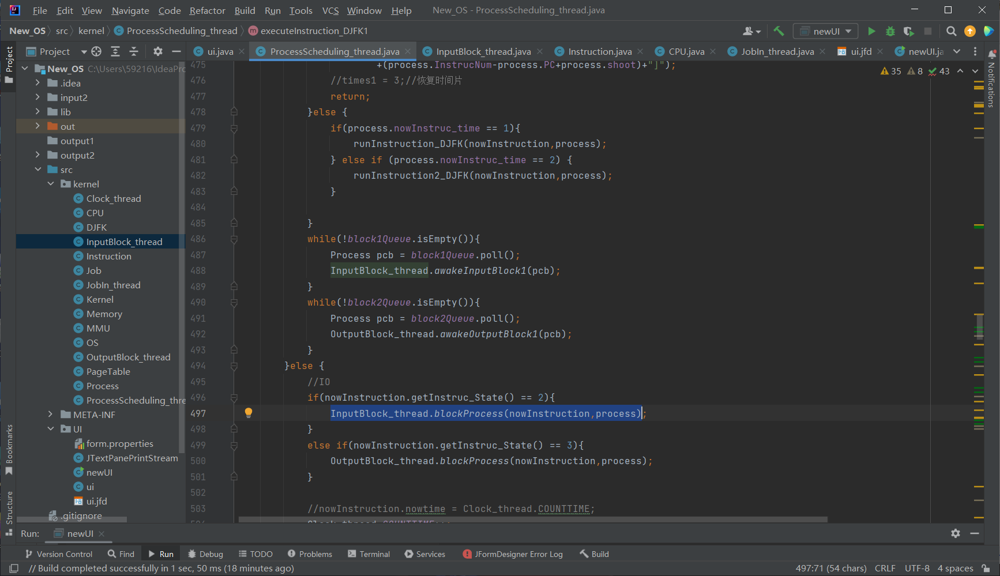 File Edit View Navigate Code Refactor Build Run Tools VCS Window Help New_OS - ProcessScheduling_thread.java
New_OS src kernel ProcessScheduling_thread executeInstruction_DJFK1 newUI
Project ui.java ProcessScheduling_thread.java InputBlock_thread.java Instruction.java CPU.java JobIn_thread.java ui.jfd newUI.ja
Project
Bookmarks
Structure
Notifications
35 8 43
New_OS C:\Users\59216\IdeaPro
.idea
input2
lib
out
output1
output2
src
kernel
Clock_thread
CPU
DJFK
InputBlock_thread
Instruction
Job
JobIn_thread
Kernel
Memory
MMU
OS
OutputBlock_thread
PageTable
Process
ProcessScheduling_thre
META-INF
UI
form.properties
JTextPanePrintStream
newUI
ui
ui.jfd
.gitignore
475 +(process.InstrucNum-process.PC+process.shoot)+"]");
476 //times1 = 3;//恢复时间片
477 return;
478 }else {
479 if(process.nowInstruc_time == 1){
480 runInstruction_DJFK(nowInstruction,process);
481 } else if (process.nowInstruc_time == 2) {
482 runInstruction2_DJFK(nowInstruction,process);
483 }
484
485 }
486 while(!block1Queue.isEmpty()){
487 Process pcb = block1Queue.poll();
488 InputBlock_thread.awakeInputBlock1(pcb);
489 }
490 while(!block2Queue.isEmpty()){
491 Process pcb = block2Queue.poll();
492 OutputBlock_thread.awakeOutputBlock1(pcb);
493 }
494 }else {
495 //IO
496 if(nowInstruction.getInstruc_State() == 2){
497 InputBlock_thread.blockProcess(nowInstruction,process);
498 }
499 else if(nowInstruction.getInstruc_State() == 3){
500 OutputBlock_thread.blockProcess(nowInstruction,process);
501 }
502
503 //nowInstruction.nowtime = Clock_thread.COUNTTIME;
Run: newUI
Version Control Find Run Debug TODO Problems Terminal Services JFormDesigner Error Log Build
// Build completed successfully in 1 sec, 50 ms (18 minutes ago) 497:71 (54 chars) CRLF UTF-8 4 spaces